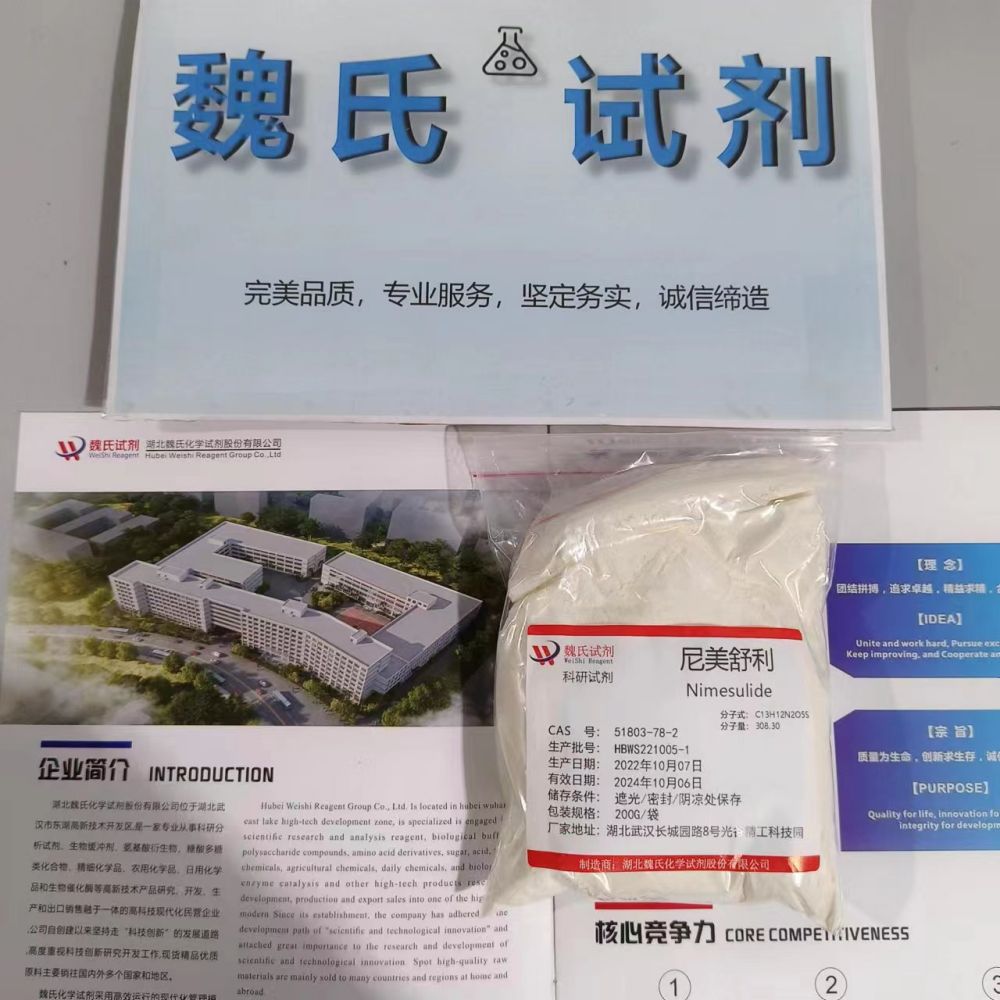 魏氏 试剂
完美品质，专业服务，坚定务实，诚信缔造
魏氏试剂
WeiShi Reagent
湖北魏氏化学试剂股份有限公司
Hubei Weishi Reagent Group Co.,Ltd
企业简介 INTRODUCTION
湖北魏氏化学试剂股份有限公司位于湖北武
汉市东湖高新技术开发区,是一家专业从事科研分
析试剂、生物缓冲剂、氨基酸衍生物、糖酸多糖
类化合物、精细化学品、农用化学品、日用化学
品和生物催化酶等高新技术产品研究、开发、生
产和出口销售融于一体的高科技现代化民营企业
,公司自创建以来坚持走“科技创新”的发展道路
,高度重视科技创新研究开发工作,现货精品优质
原料主要销往国内外多个国家和地区。
魏氏化学试剂采用高效运行的现代化管理模
Hubei Weishi Reagent Group Co., Ltd. Is located in hubei wuhan
east lake high-tech development zone, is specialized is engaged
scientific research and analysis reagent, biological buff
polysaccharide compounds, amino acid derivatives, sugar, acid,
chemicals, agricultural chemicals, daily chemicals, and biolog
enzyme catalysis and other high-tech products rese
development, production and export sales into one of the hig
modern Since its establishment, the company has adhered the
development path of "scientific and technological innovation" and
attached great importance to the research and development of
scientific and technological innovation. Spot high-quality raw
materials are mainly sold to many countries and regions at home and
abroad.
魏氏试剂
WeiShi Reagent
科研试剂
尼美舒利
Nimesulide
分子式： C13H12N2O5S
分子量： 308.30
CAS 号： 51803-78-2
生产批号： HBWS221005-1
生产日期： 2022年10月07日
有效日期： 2024年10月06日
储存条件： 遮光/密封/阴凉处保存
包装规格： 200G/袋
厂家地址： 湖北武汉长城园路8号光谷精工科技园
制造商：湖北魏氏化学试剂股份有限公司
【理 念】
团结拼搏，追求卓越，精益求精，
【IDEA】
Unite and work hard, Pursue exc
Keep improving, and Cooperate an
【宗 旨】
质量为生命，创新求生存，诚
【PURPOSE】
Quality for life, innovation fo
integrity for developm
核心竞争力 CORE COMPETITIVENESS
1 2 3